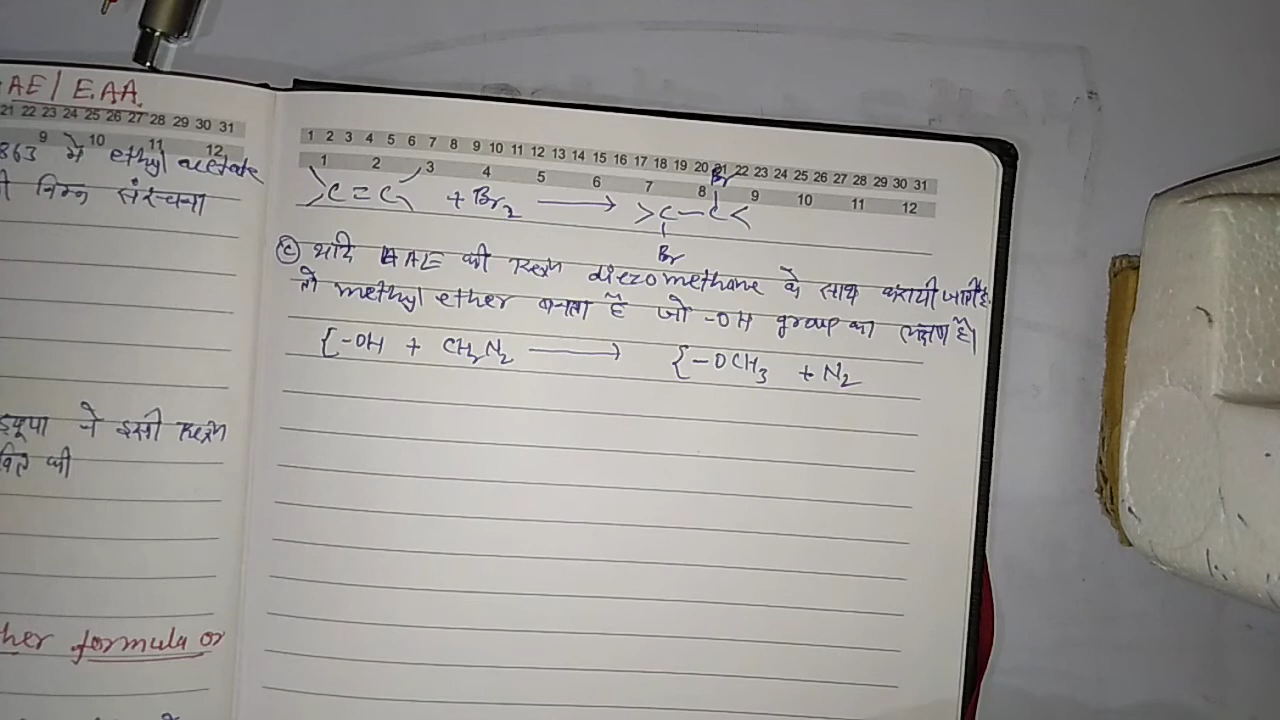 AE / E.AA.
21 22 23 24 25 26 27 28 29 30 31
9 10 11 12
863 में ethyl acetate
निम्न संरचना
ने इसी Rexn
की
her formula or
1 2 3 4 5 6 7 8 9 10 11 12 13 14 15 16 17 18 19 20 21 22 23 24 25 26 27 28 29 30 31
1 2 3 4 5 6 7 8 9 10 11 12
Br
>C=C< + Br2 ⟶ >C-C<
Br
(c) यदि AAE की Rexn diezomethane के साथ करायी जाती है
तो methyl ether बनता है जो -OH group का लक्षण है।
{-OH + CH2N2 ⟶ {-OCH3 + N2